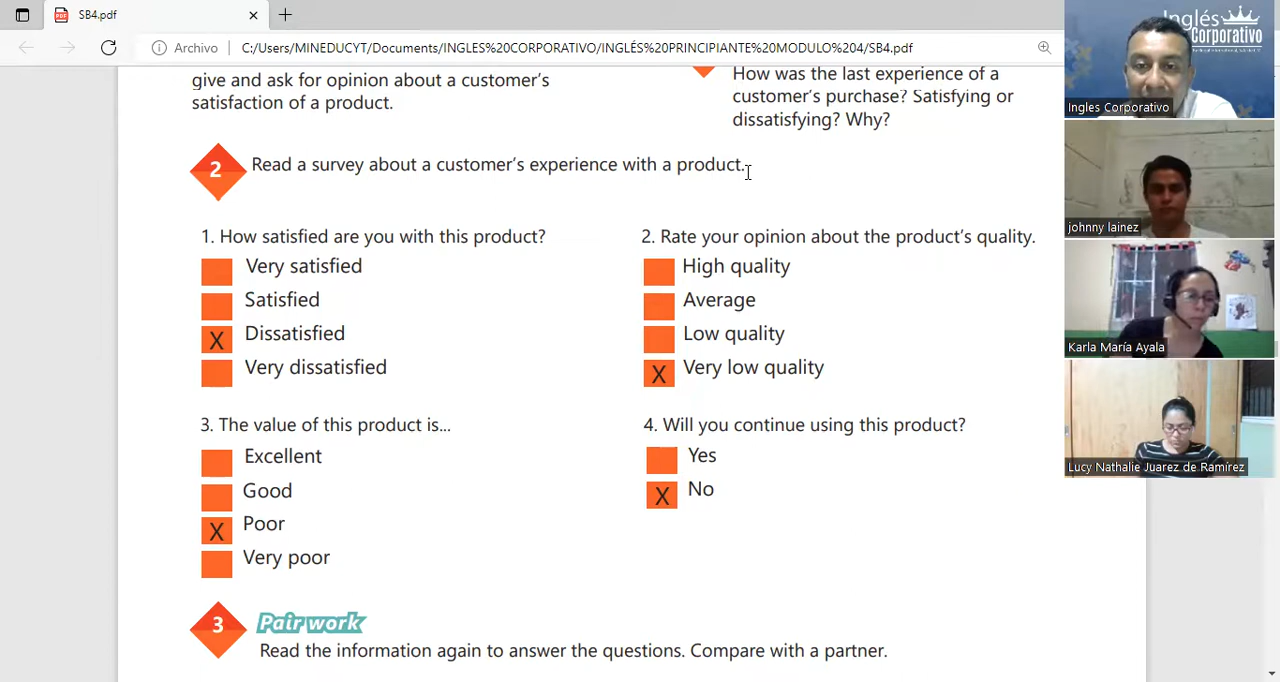 SB4.pdf
Archivo C:/Users/MINEDUCYT/Documents/INGLES%20CORPORATIVO/INGLÉS%20PRINCIPIANTE%20MODULO%204/SB4.pdf
give and ask for opinion about a customer's
satisfaction of a product.
How was the last experience of a
customer's purchase? Satisfying or
dissatisfying? Why?
2 Read a survey about a customer's experience with a product.
1. How satisfied are you with this product?
Very satisfied
Satisfied
X Dissatisfied
Very dissatisfied
2. Rate your opinion about the product's quality.
High quality
Average
Low quality
X Very low quality
3. The value of this product is...
Excellent
Good
X Poor
Very poor
4. Will you continue using this product?
Yes
X No
3 Pair work
Read the information again to answer the questions. Compare with a partner.
Inglés
Corporativo
Ingles Corporativo
johnny lainez
Karla María Ayala
Lucy Nathalie Juarez de Ramírez